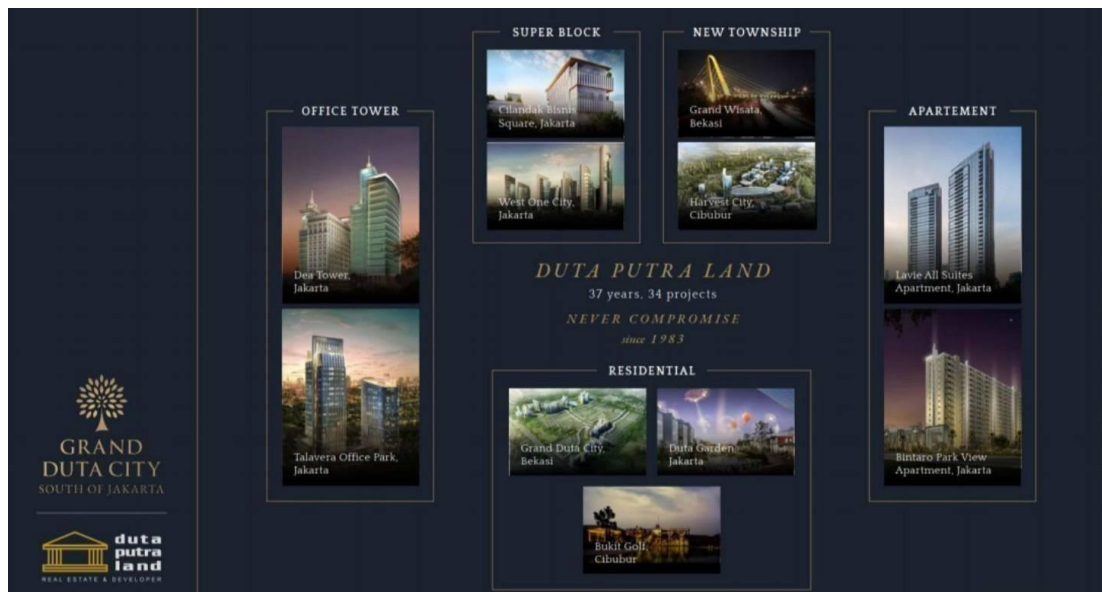 OFFICE TOWER
Dea Tower,
Jakarta
Talavera Office Park,
Jakarta
SUPER BLOCK
Cilandak Bisnis
Square, Jakarta
West One City,
Jakarta
NEW TOWNSHIP
Grand Wisata,
Bekasi
Harvest City,
Cibubur
APARTEMENT
Lavie All Suites
Apartment, Jakarta
Bintaro Park View
Apartment, Jakarta
DUTA PUTRA LAND
37 years, 34 projects
NEVER COMPROMISE
since 1983
RESIDENTIAL
Grand Duta City,
Bekasi
Duta Garden
Jakarta
Bukit Golf,
Cibubur
GRAND
DUTA CITY
SOUTH OF JAKARTA
duta
putra
land
REAL ESTATE & DEVELOPER